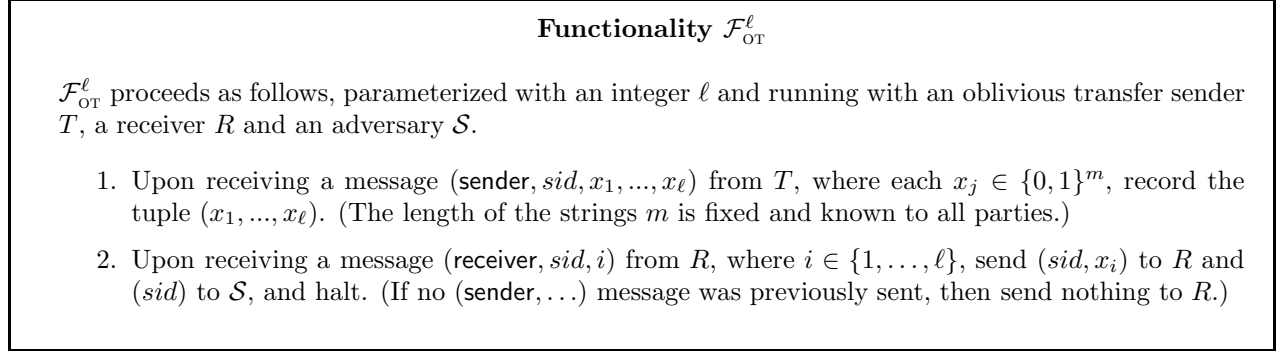 Functionality $\mathcal{F}_{\text{OT}}^{\ell}$
$\mathcal{F}_{\text{OT}}^{\ell}$ proceeds as follows, parameterized with an integer $\ell$ and running with an oblivious transfer sender
$T$, a receiver $R$ and an adversary $\mathcal{S}$.
1. Upon receiving a message (sender, $sid, x_1, ..., x_\ell$) from $T$, where each $x_j \in \{0,1\}^m$, record the
tuple $(x_1, ..., x_\ell)$. (The length of the strings $m$ is fixed and known to all parties.)
2. Upon receiving a message (receiver, $sid, i$) from $R$, where $i \in \{1, \ldots, \ell\}$, send $(sid, x_i)$ to $R$ and
$(sid)$ to $\mathcal{S}$, and halt. (If no (sender, $\ldots$) message was previously sent, then send nothing to $R$.)